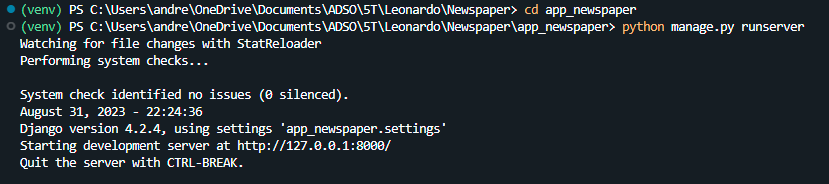 (venv) PS C:\Users\andre\OneDrive\Documents\ADSO\5T\Leonardo\Newspaper> cd app_newspaper
(venv) PS C:\Users\andre\OneDrive\Documents\ADSO\5T\Leonardo\Newspaper\app_newspaper> python manage.py runserver
Watching for file changes with StatReloader
Performing system checks...

System check identified no issues (0 silenced).
August 31, 2023 - 22:24:36
Django version 4.2.4, using settings 'app_newspaper.settings'
Starting development server at http://127.0.0.1:8000/
Quit the server with CTRL-BREAK.